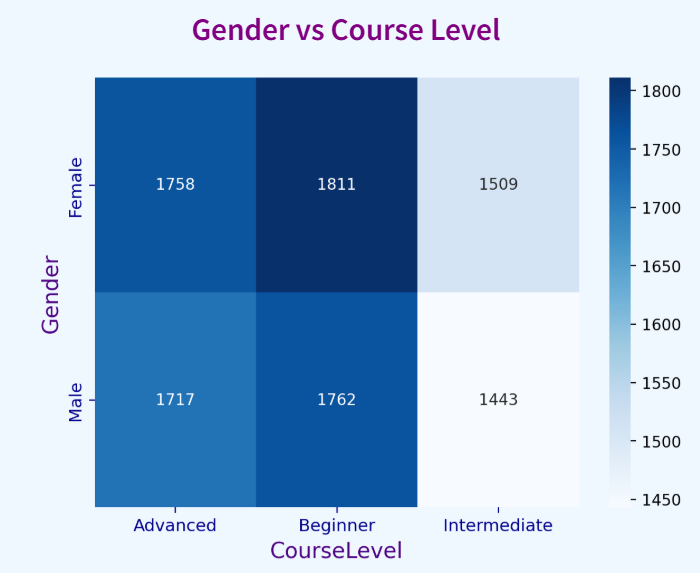 Gender vs Course Level
1800
1750
1700
1650
1600
1550
1500
1450
Gender
Female
1758 1811 1509
Male
1717 1762 1443
Advanced Beginner Intermediate
CourseLevel